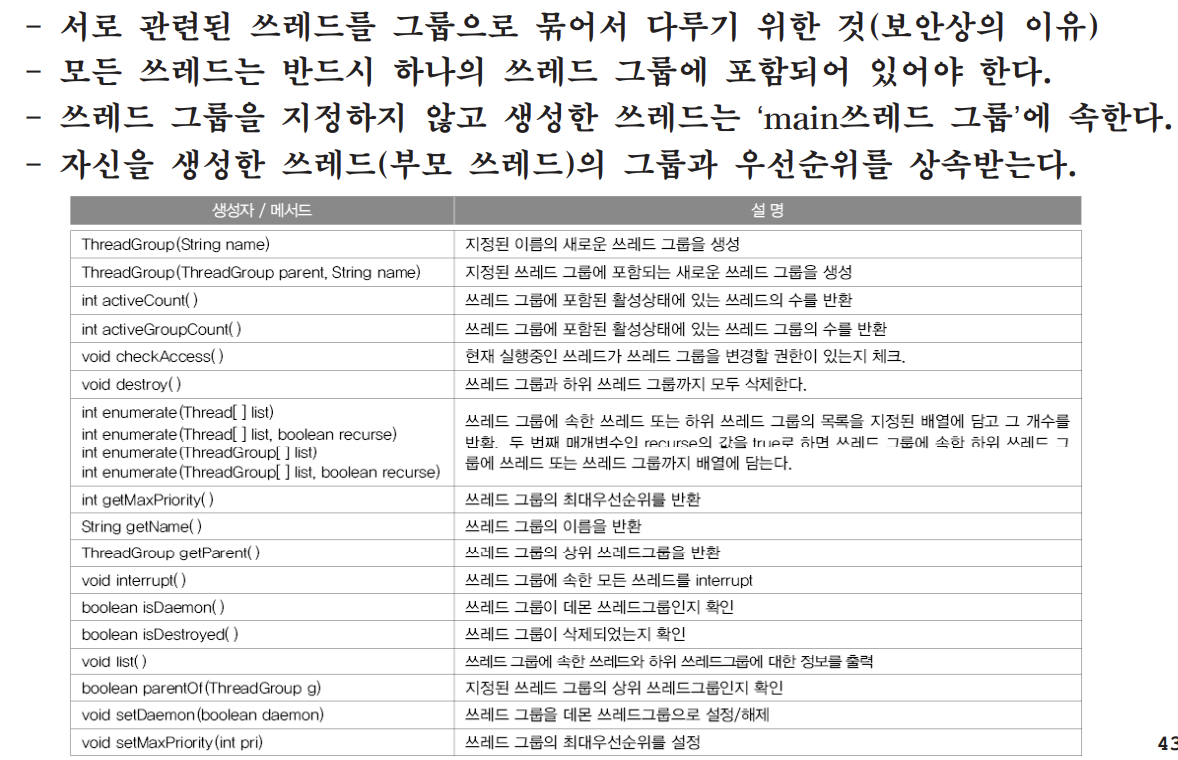 - 서로 관련된 쓰레드를 그룹으로 묶어서 다루기 위한 것(보안상의 이유)
- 모든 쓰레드는 반드시 하나의 쓰레드 그룹에 포함되어 있어야 한다.
- 쓰레드 그룹을 지정하지 않고 생성한 쓰레드는 ‘main쓰레드 그룹’에 속한다.
- 자신을 생성한 쓰레드(부모 쓰레드)의 그룹과 우선순위를 상속받는다.
생성자 / 메서드 설 명
ThreadGroup(String name) 지정된 이름의 새로운 쓰레드 그룹을 생성
ThreadGroup(ThreadGroup parent, String name) 지정된 쓰레드 그룹에 포함되는 새로운 쓰레드 그룹을 생성
int activeCount( ) 쓰레드 그룹에 포함된 활성상태에 있는 쓰레드의 수를 반환
int activeGroupCount( ) 쓰레드 그룹에 포함된 활성상태에 있는 쓰레드 그룹의 수를 반환
void checkAccess( ) 현재 실행중인 쓰레드가 쓰레드 그룹을 변경할 권한이 있는지 체크.
void destroy( ) 쓰레드 그룹과 하위 쓰레드 그룹까지 모두 삭제한다.
int enumerate(Thread[ ] list)
int enumerate(Thread[ ] list, boolean recurse)
int enumerate(ThreadGroup[ ] list)
int enumerate(ThreadGroup[ ] list, boolean recurse)
쓰레드 그룹에 속한 쓰레드 또는 하위 쓰레드 그룹의 목록을 지정된 배열에 담고 그 개수를
반환. 두 번째 매개변수인 recurse의 값을 true로 하면 쓰레드 그룹에 속한 하위 쓰레드 그
룹에 쓰레드 또는 쓰레드 그룹까지 배열에 담는다.
int getMaxPriority( ) 쓰레드 그룹의 최대우선순위를 반환
String getName( ) 쓰레드 그룹의 이름을 반환
ThreadGroup getParent( ) 쓰레드 그룹의 상위 쓰레드그룹을 반환
void interrupt( ) 쓰레드 그룹에 속한 모든 쓰레드를 interrupt
boolean isDaemon( ) 쓰레드 그룹이 데몬 쓰레드그룹인지 확인
boolean isDestroyed( ) 쓰레드 그룹이 삭제되었는지 확인
void list( ) 쓰레드 그룹에 속한 쓰레드와 하위 쓰레드그룹에 대한 정보를 출력
boolean parentOf(ThreadGroup g) 지정된 쓰레드 그룹의 상위 쓰레드그룹인지 확인
void setDaemon(boolean daemon) 쓰레드 그룹을 데몬 쓰레드그룹으로 설정/해제
void setMaxPriority(int pri) 쓰레드 그룹의 최대우선순위를 설정
43